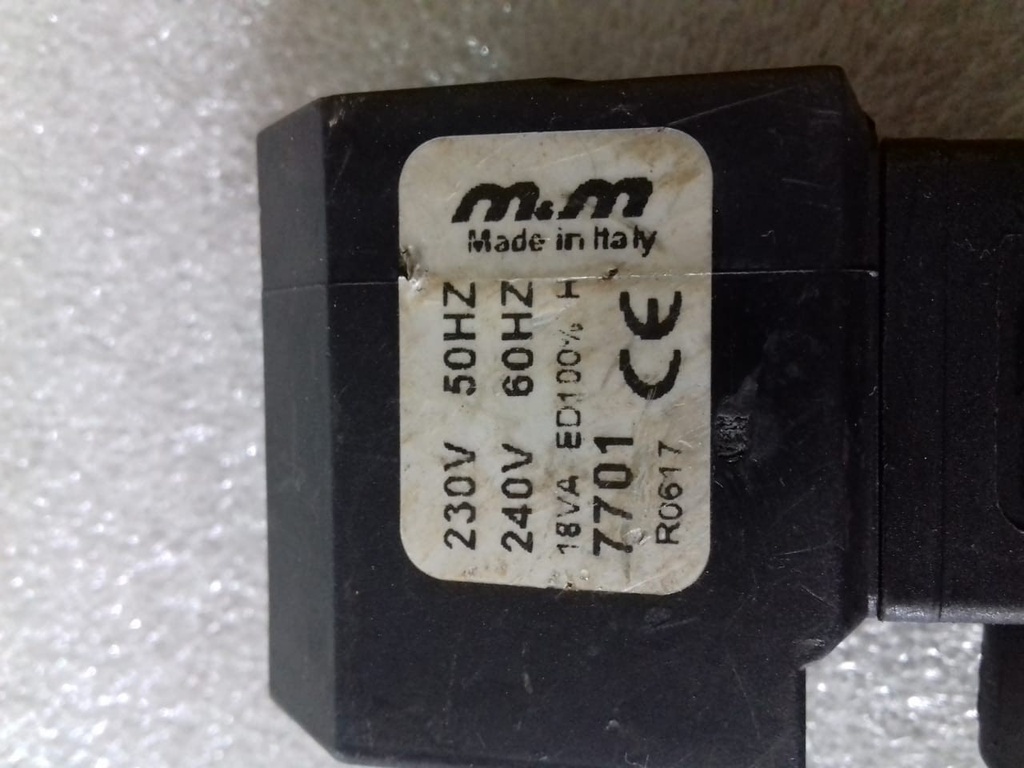 m&m
Made in Italy
230V 50HZ
240V 60HZ
18VA ED100% H
7701 CE
R0617